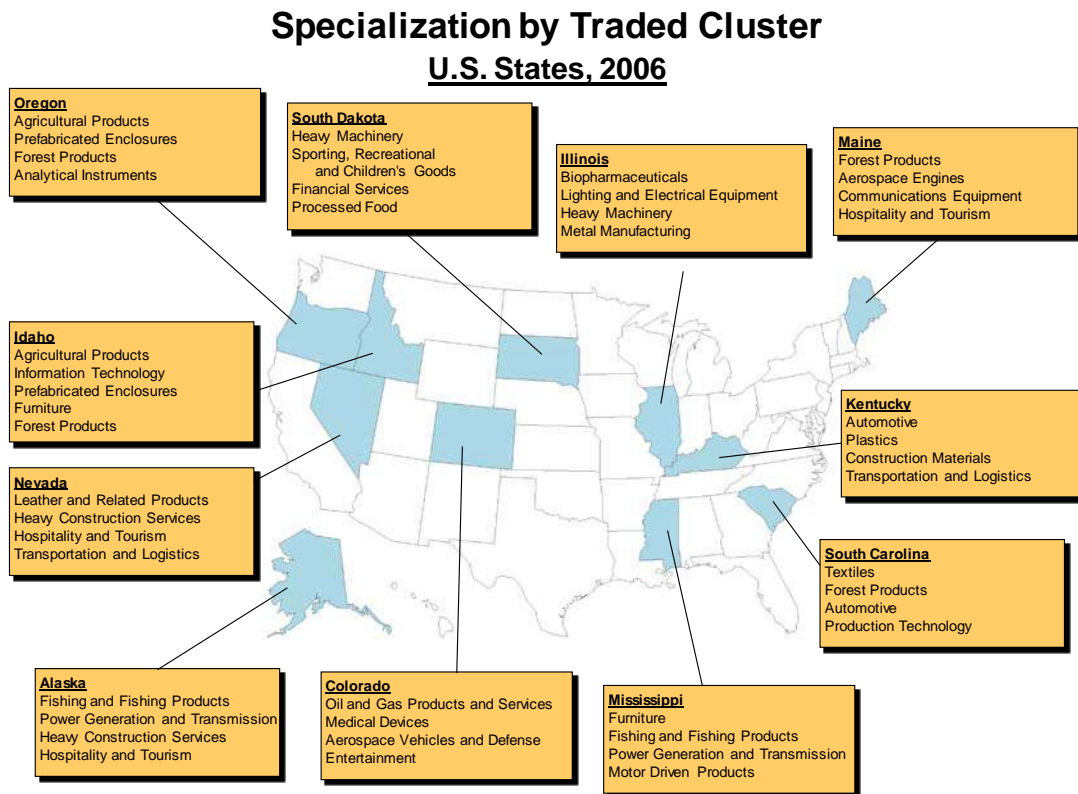 Specialization by Traded Cluster
U.S. States, 2006
Oregon
Agricultural Products
Prefabricated Enclosures
Forest Products
Analytical Instruments
South Dakota
Heavy Machinery
Sporting, Recreational
and Children's Goods
Financial Services
Processed Food
Illinois
Biopharmaceuticals
Lighting and Electrical Equipment
Heavy Machinery
Metal Manufacturing
Maine
Forest Products
Aerospace Engines
Communications Equipment
Hospitality and Tourism
Idaho
Agricultural Products
Information Technology
Prefabricated Enclosures
Furniture
Forest Products
Kentucky
Automotive
Plastics
Construction Materials
Transportation and Logistics
Nevada
Leather and Related Products
Heavy Construction Services
Hospitality and Tourism
Transportation and Logistics
South Carolina
Textiles
Forest Products
Automotive
Production Technology
Alaska
Fishing and Fishing Products
Power Generation and Transmission
Heavy Construction Services
Hospitality and Tourism
Colorado
Oil and Gas Products and Services
Medical Devices
Aerospace Vehicles and Defense
Entertainment
Mississippi
Furniture
Fishing and Fishing Products
Power Generation and Transmission
Motor Driven Products